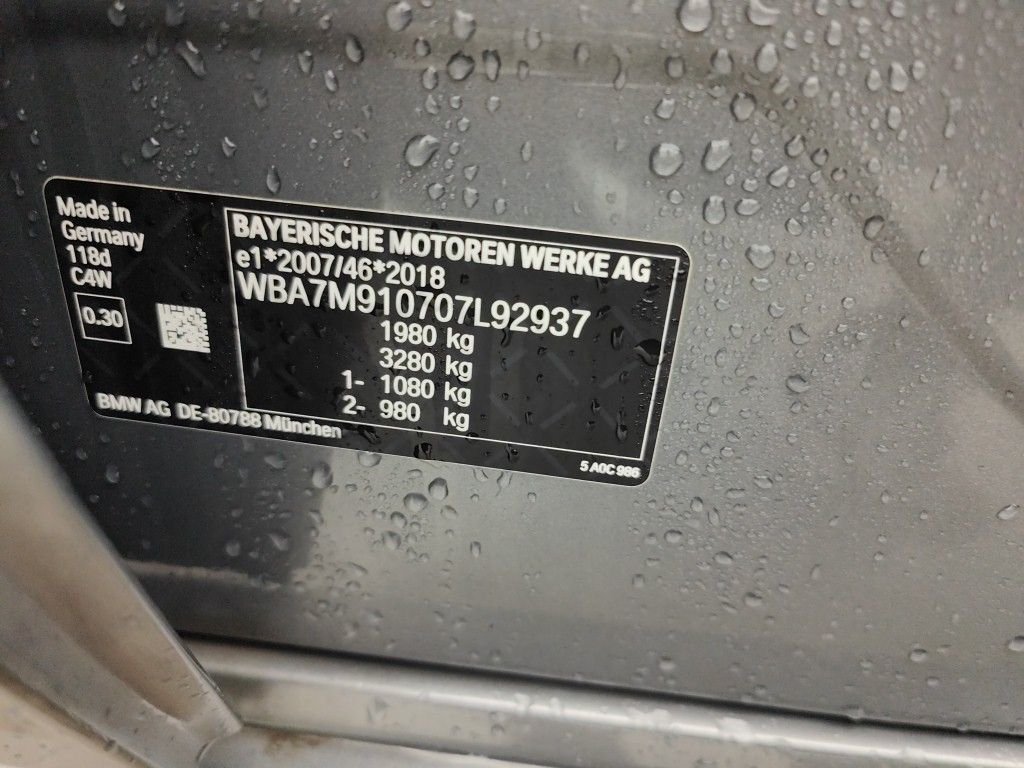 Made in
Germany
118d
C4W
0.30
BAYERISCHE MOTOREN WERKE AG
e1*2007/46*2018
WBA7M910707L92937
1980 kg
3280 kg
1- 1080 kg
2- 980 kg
BMW AG DE-80788 München
5 A0C 986